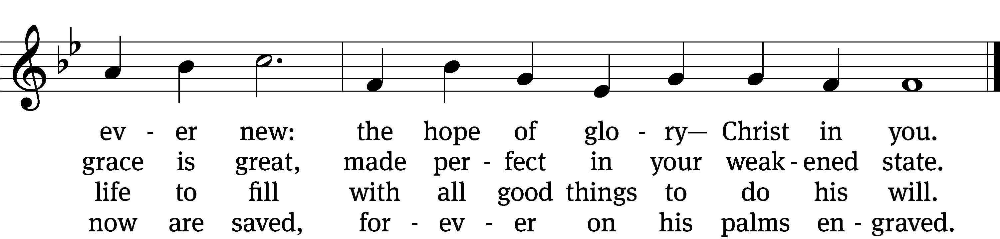 ev - er new: the hope of glo - ry— Christ in you.
grace is great, made per - fect in your weak - ened state.
life to fill with all good things to do his will.
now are saved, for - ev - er on his palms en - graved.